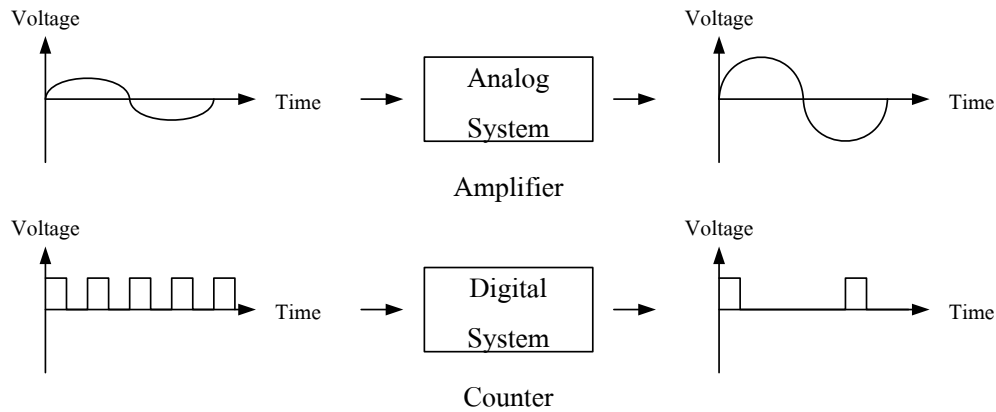 Voltage
Time
Analog
System
Amplifier
Voltage
Time
Voltage
Time
Digital
System
Counter
Voltage
Time